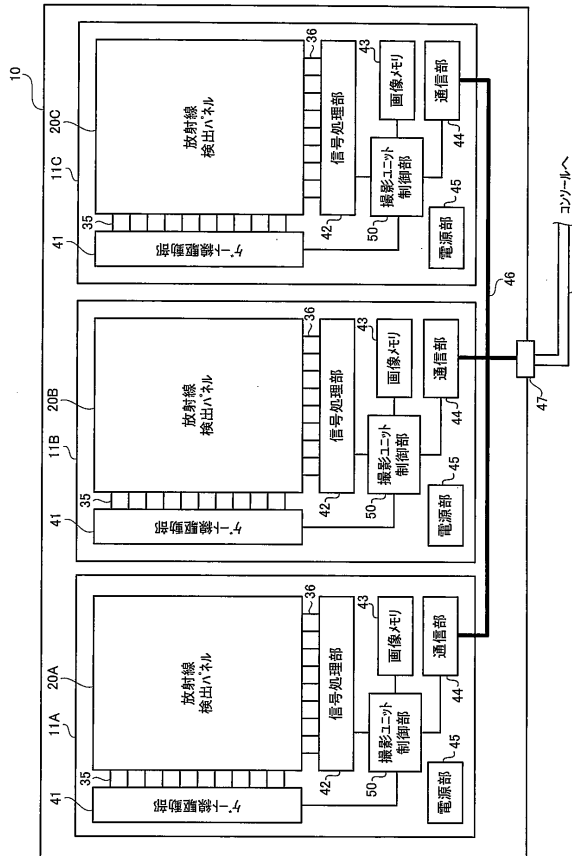 10
11A
20A
41
35
放射線
検出パネル
ゲート線駆動部
36
信号処理部
42
43
画像メモリ
撮影ユニット
制御部
50
通信部
44
45
電源部
11B
20B
41
35
放射線
検出パネル
ゲート線駆動部
36
信号処理部
42
43
画像メモリ
撮影ユニット
制御部
50
通信部
44
45
電源部
11C
20C
41
35
放射線
検出パネル
ゲート線駆動部
36
信号処理部
42
43
画像メモリ
撮影ユニット
制御部
50
通信部
44
45
電源部
46
47
コンソールへ